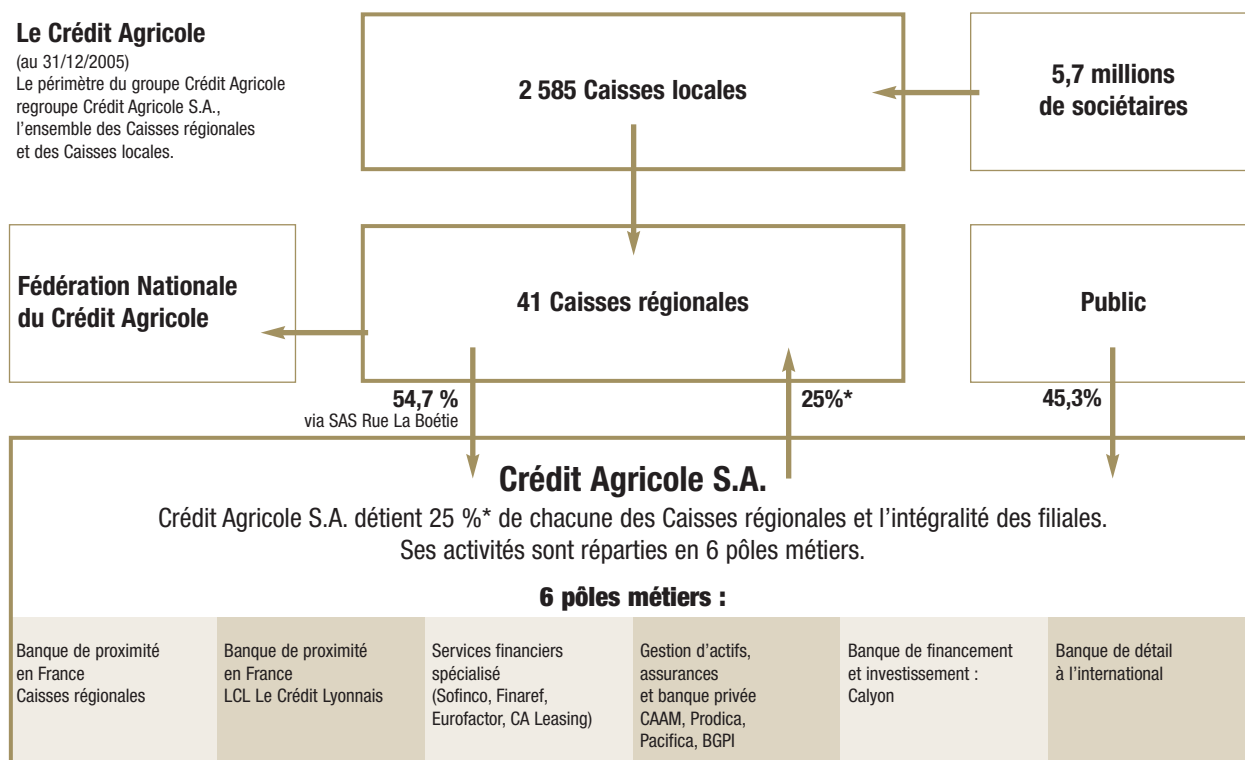 Le Crédit Agricole
(au 31/12/2005)
Le périmètre du groupe Crédit Agricole
regroupe Crédit Agricole S.A.,
l'ensemble des Caisses régionales
et des Caisses locales.
2 585 Caisses locales
5,7 millions
de sociétaires
Fédération Nationale
du Crédit Agricole
41 Caisses régionales
Public
54,7 %
via SAS Rue La Boétie
25%*
45,3%
Crédit Agricole S.A.
Crédit Agricole S.A. détient 25 %* de chacune des Caisses régionales et l'intégralité des filiales.
Ses activités sont réparties en 6 pôles métiers.
6 pôles métiers :
Banque de proximité
en France
Caisses régionales
Banque de proximité
en France
LCL Le Crédit Lyonnais
Services financiers
spécialisé
(Sofinco, Finaref,
Eurofactor, CA Leasing)
Gestion d'actifs,
assurances
et banque privée
CAAM, Prodica,
Pacifica, BGPI
Banque de financement
et investissement :
Calyon
Banque de détail
à l'international